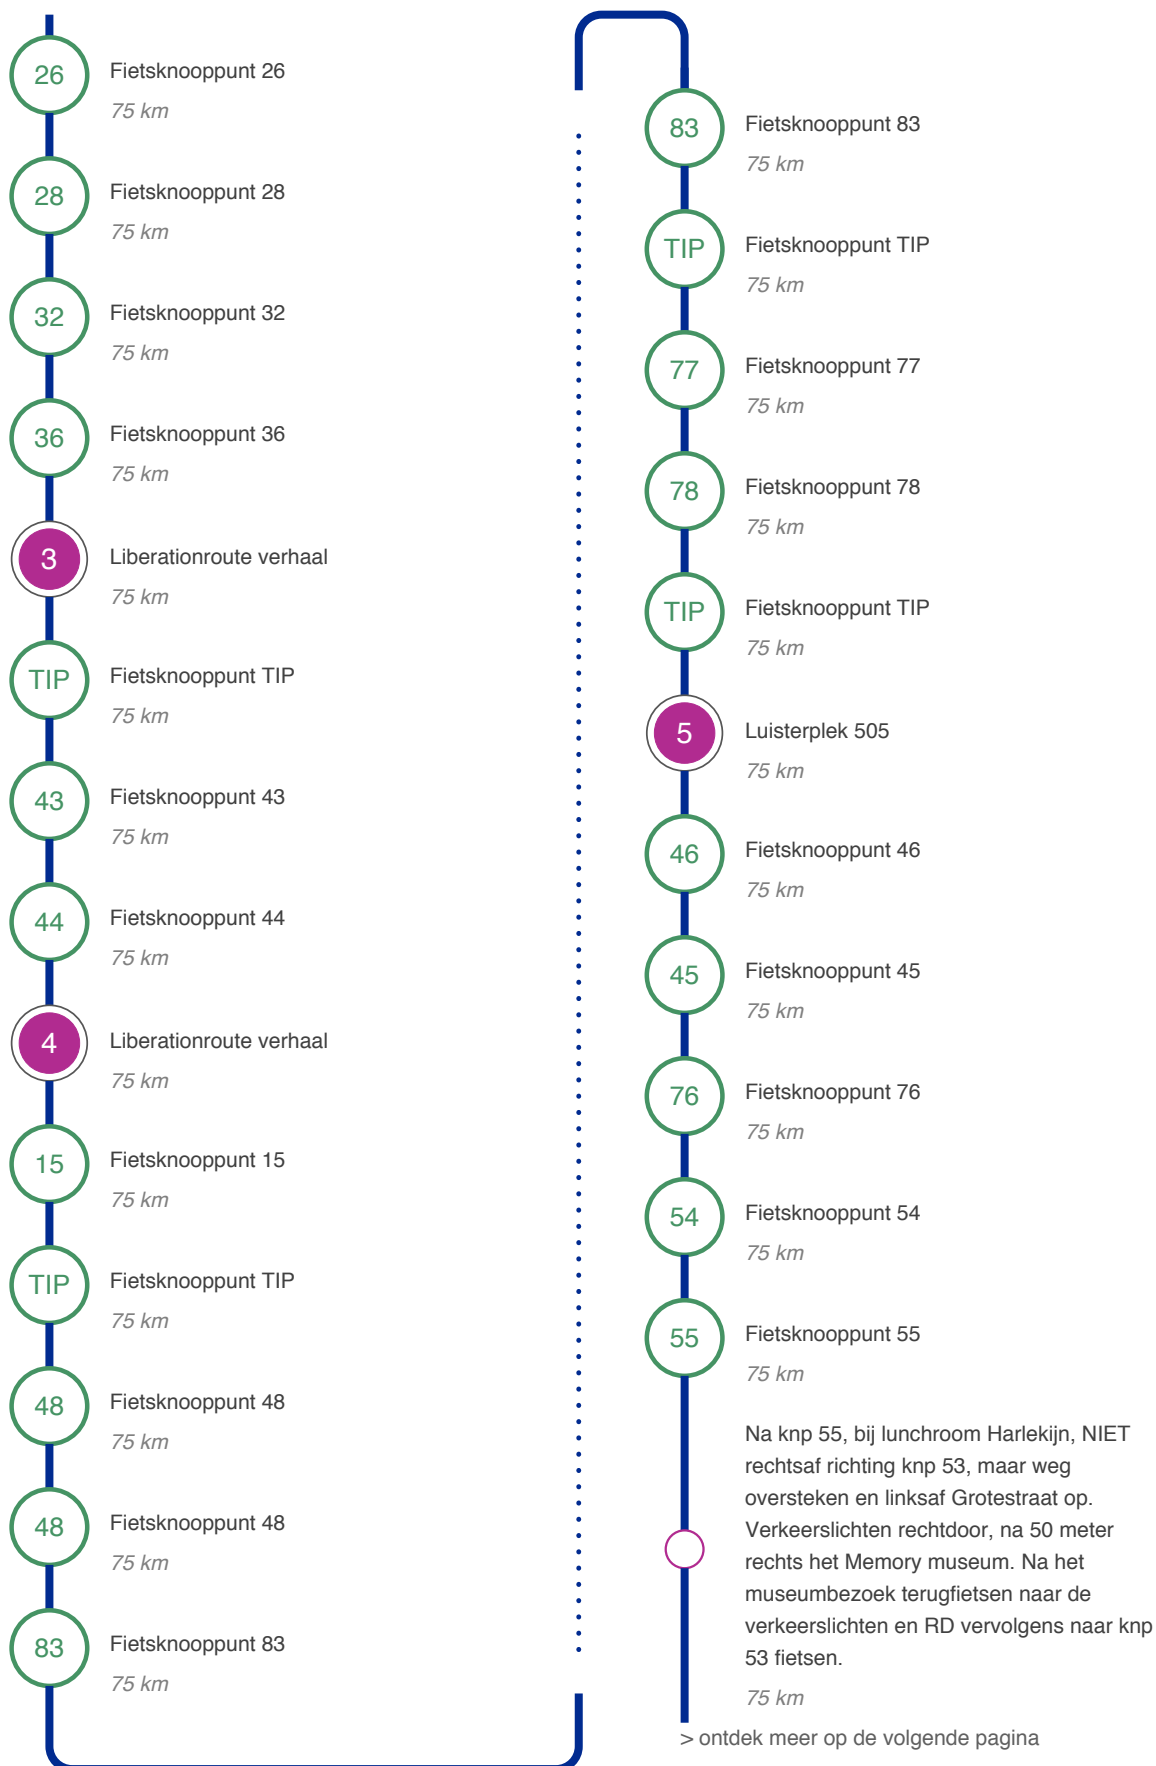 26
Fietsknooppunt 26
75 km
28
Fietsknooppunt 28
75 km
32
Fietsknooppunt 32
75 km
36
Fietsknooppunt 36
75 km
3
Liberationroute verhaal
75 km
TIP
Fietsknooppunt TIP
75 km
43
Fietsknooppunt 43
75 km
44
Fietsknooppunt 44
75 km
4
Liberationroute verhaal
75 km
15
Fietsknooppunt 15
75 km
TIP
Fietsknooppunt TIP
75 km
48
Fietsknooppunt 48
75 km
48
Fietsknooppunt 48
75 km
83
Fietsknooppunt 83
75 km
83
Fietsknooppunt 83
75 km
TIP
Fietsknooppunt TIP
75 km
77
Fietsknooppunt 77
75 km
78
Fietsknooppunt 78
75 km
TIP
Fietsknooppunt TIP
75 km
5
Luisterplek 505
75 km
46
Fietsknooppunt 46
75 km
45
Fietsknooppunt 45
75 km
76
Fietsknooppunt 76
75 km
54
Fietsknooppunt 54
75 km
55
Fietsknooppunt 55
75 km
Na knp 55, bij lunchroom Harlekijn, NIET
rechtsaf richting knp 53, maar weg
oversteken en linksaf Grotestraat op.
Verkeerslichten rechtdoor, na 50 meter
rechts het Memory museum. Na het
museumbezoek terugfietsen naar de
verkeerslichten en RD vervolgens naar knp
53 fietsen.
75 km
> ontdek meer op de volgende pagina